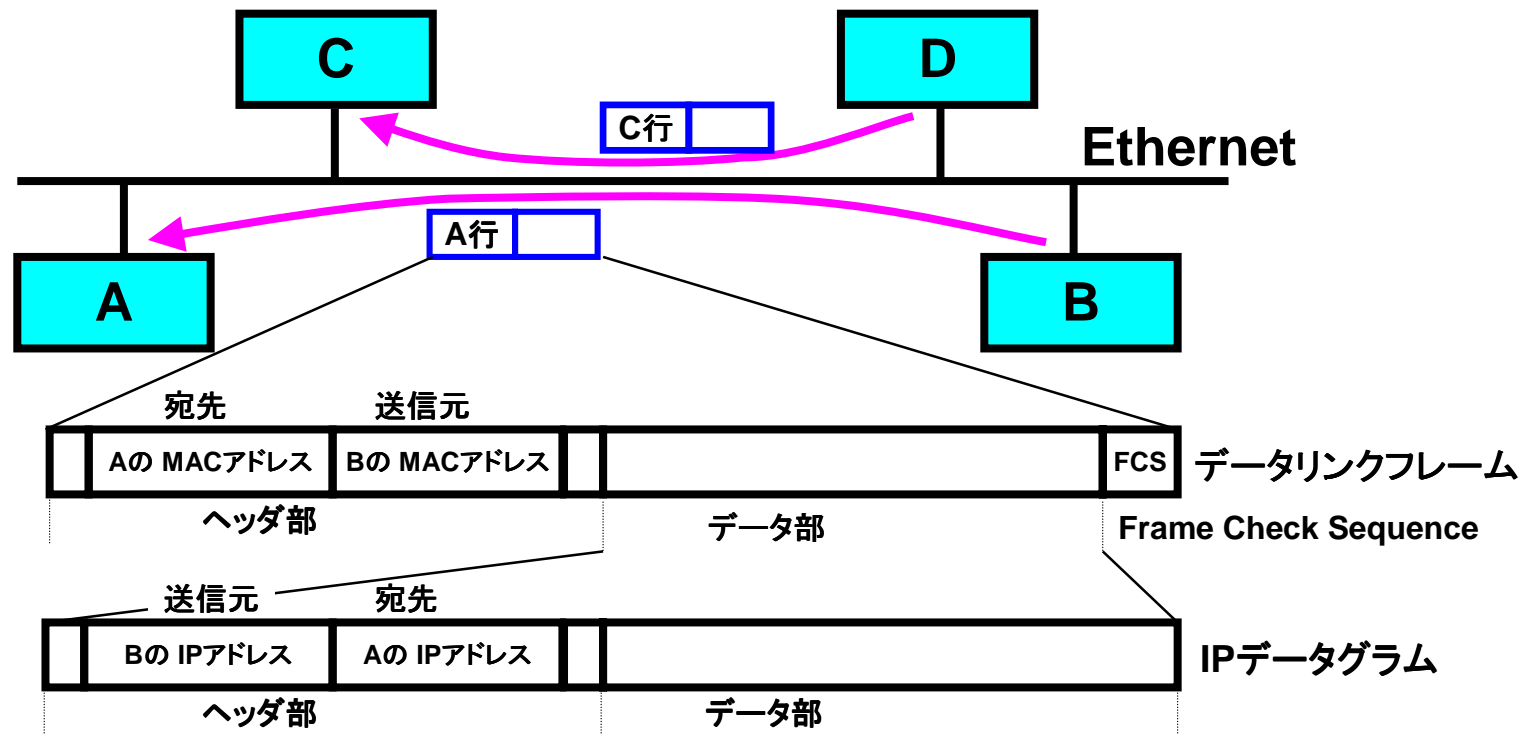 C
D
C行
Ethernet
A行
A
B
宛先 送信元
Aの MACアドレス Bの MACアドレス FCS データリンクフレーム
ヘッダ部 データ部 Frame Check Sequence
送信元 宛先
Bの IPアドレス Aの IPアドレス IPデータグラム
ヘッダ部 データ部